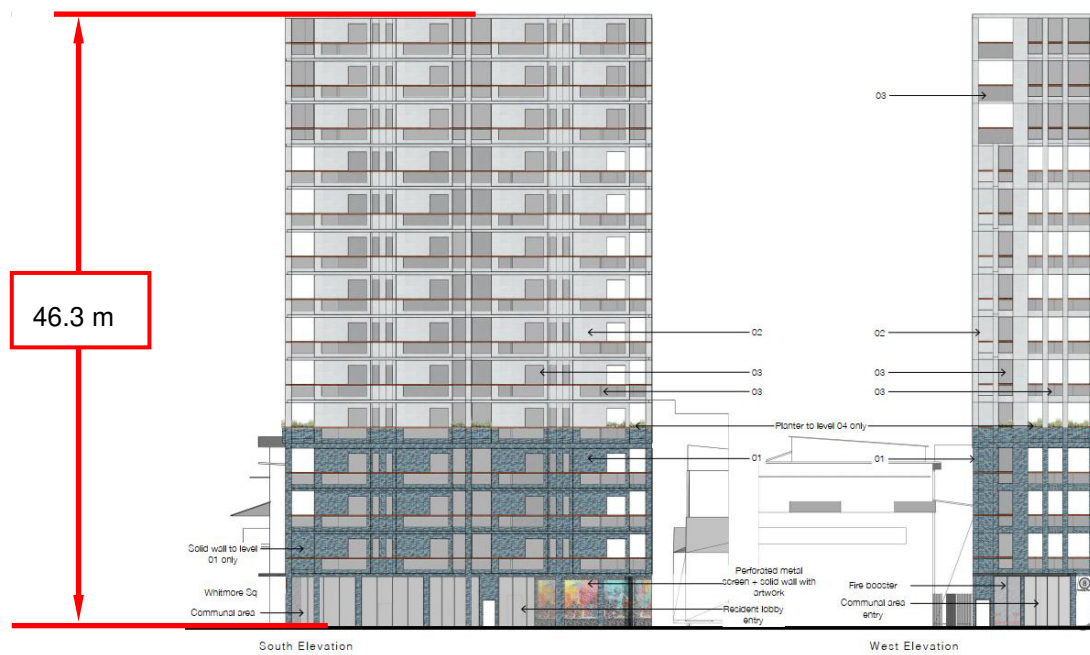 46.3 m
03
02
02
03
03
03
03
Planter to level 04 only
01
01
Solid wall to level
01 only
Whitmore Sq
Communal area
Perforated metal
screen + solid wall with
artwork
Resident lobby
entry
Fire booster
Communal area
entry
South Elevation
West Elevation